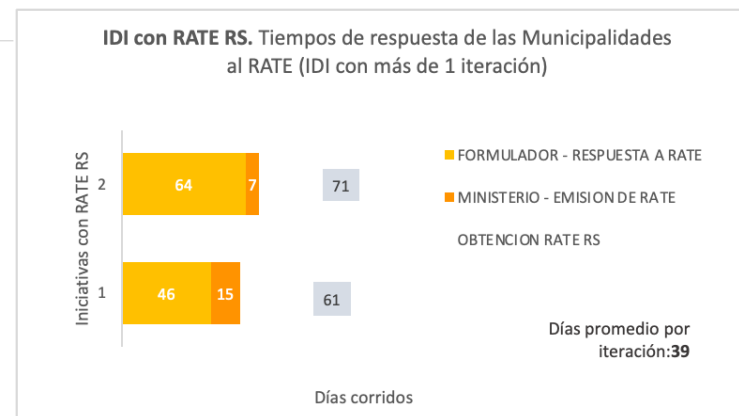 IDI con RATE RS. Tiempos de respuesta de las Municipalidades
al RATE (IDI con más de 1 iteración)
Iniciativas con RATE RS
2
64
7
71
1
46
15
61
FORMULADOR - RESPUESTA A RATE
MINISTERIO - EMISION DE RATE
OBTENCION RATE RS
Días promedio por
iteración:39
Días corridos